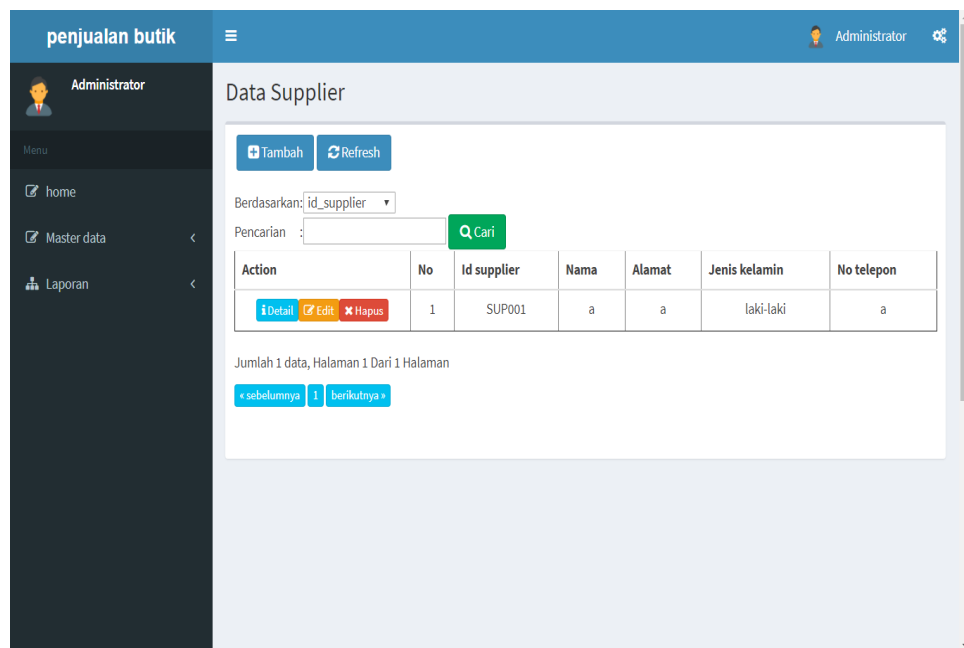 penjualan butik
Administrator
Administrator
Menu
home
Master data
Laporan
Data Supplier
Tambah Refresh
Berdasarkan: id_supplier
Pencarian : Cari
Action No Id supplier Nama Alamat Jenis kelamin No telepon
Detail Edit Hapus 1 SUP001 a a laki-laki a
Jumlah 1 data, Halaman 1 Dari 1 Halaman
« sebelumnya 1 berikutnya »